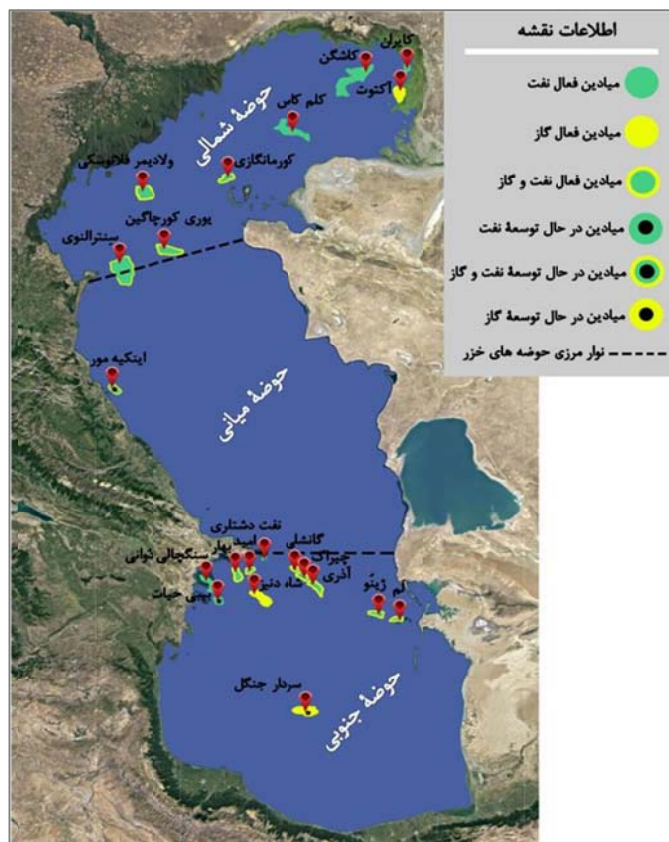 اطلاعات نقشه
میادین فعال نفت
میادین فعال گاز
میادین فعال نفت و گاز
میادین در حال توسعهٔ نفت
میادین در حال توسعهٔ نفت و گاز
میادین در حال توسعهٔ گاز
نوار مرزی حوضه های خزر
کایران
کاشگن
آکتوت
کلم کاس
حوضهٔ شمالی
کورمانگازی
ولادیمر فلانوسکی
یوری کورچاگین
سینترالنوی
اینکیه مور
حوضهٔ میانی
نفت دشتاری
گانشلی
امید
بهار
چیراگ
سنگچالی دُوانی
آذری
شاه دنیز
ژینو
لم
بیبی حیات
سردار جنگل
حوضهٔ جنوبی